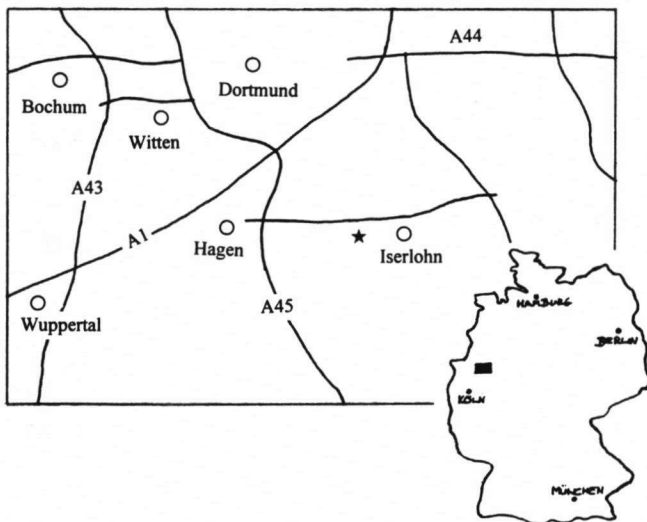 A44
Dortmund
Bochum
Witten
A43
A1
Hagen
Iserlohn
A45
Wuppertal
HAMBURG
BERLIN
KÖLN
MÜNCHEN